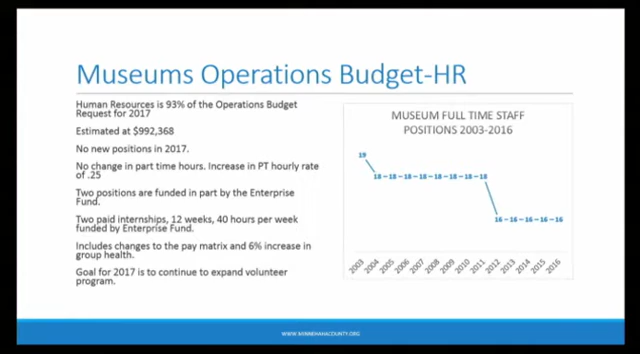 Museums Operations Budget-HR
Human Resources is 93% of the Operations Budget
Request for 2017
Estimated at $992,368
No new positions in 2017.
No change in part time hours. Increase in PT hourly rate
of .25
Two positions are funded in part by the Enterprise
Fund.
Two paid internships, 12 weeks, 40 hours per week
funded by Enterprise Fund.
Includes changes to the pay matrix and 6% increase in
group health.
Goal for 2017 is to continue to expand volunteer
program.
MUSEUM FULL TIME STAFF
POSITIONS 2003-2016
19
18 18 18 18 18 18 18 18
16 16 16 16 16
2003 2004 2005 2006 2007 2008 2009 2010 2011 2012 2013 2014 2015 2016
WWW.MINNEHAHACOUNTY.ORG